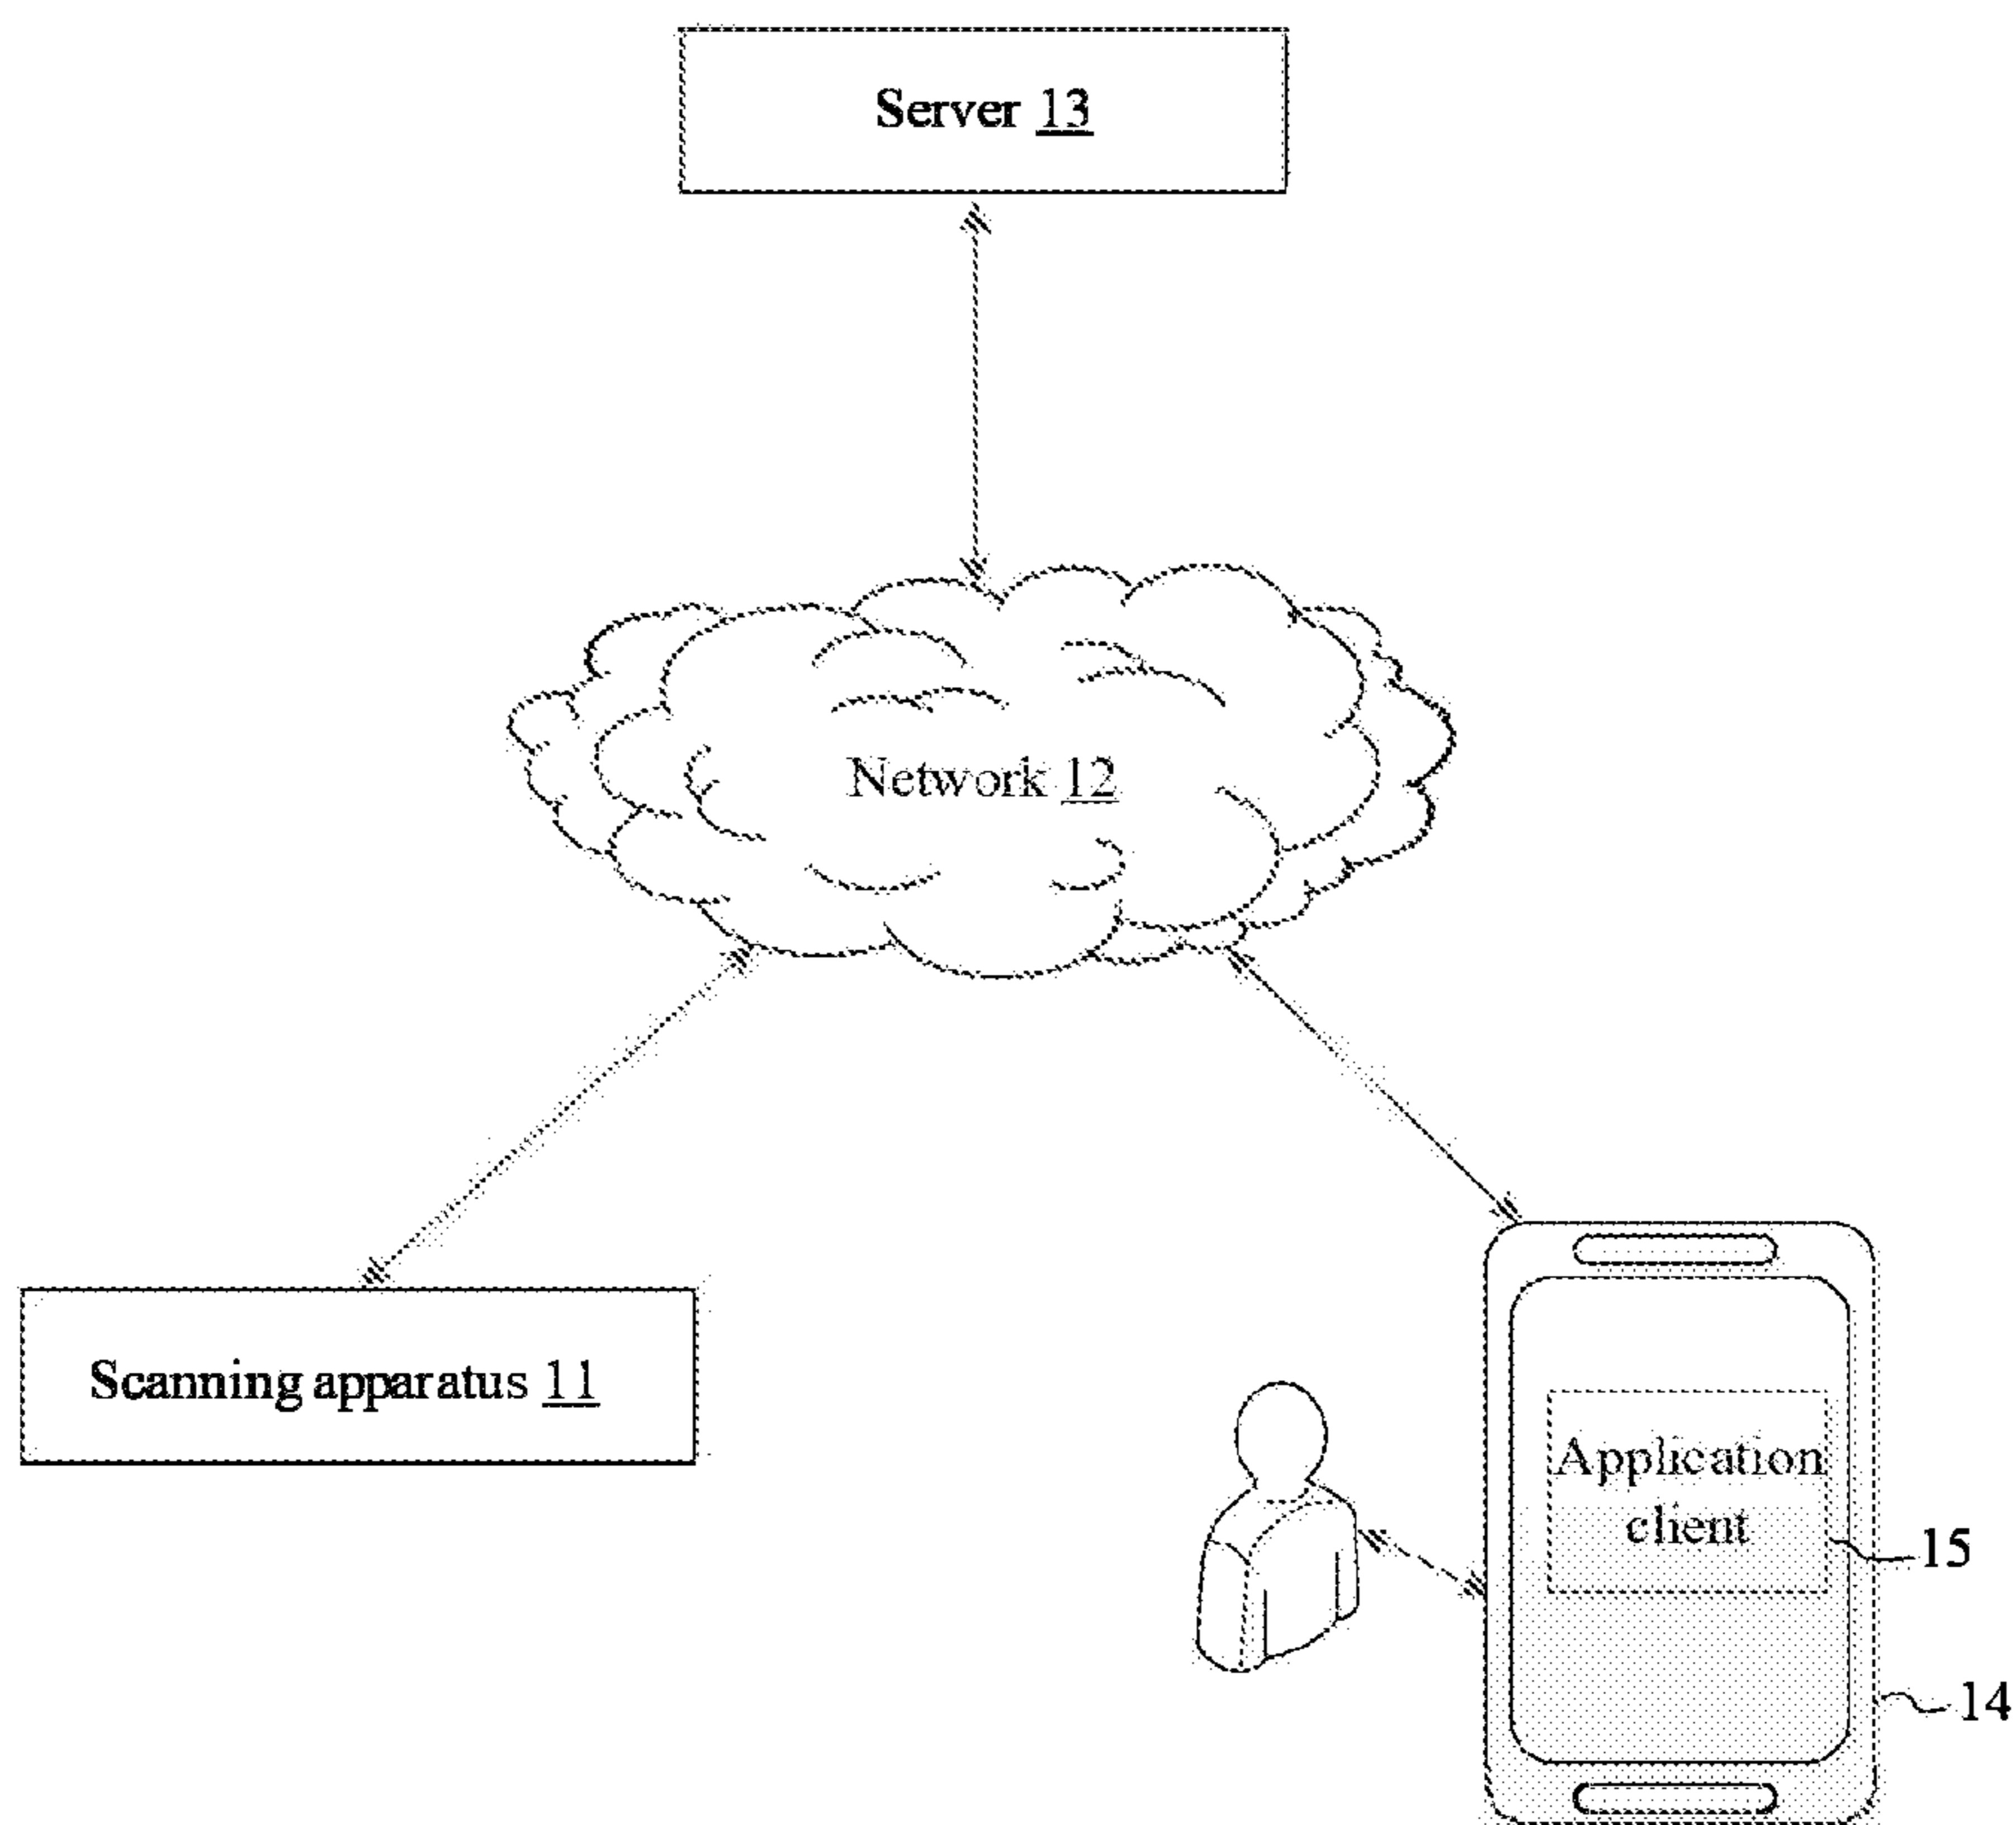 Server 13
Network 12
Scanning apparatus 11
Application
client
15
14